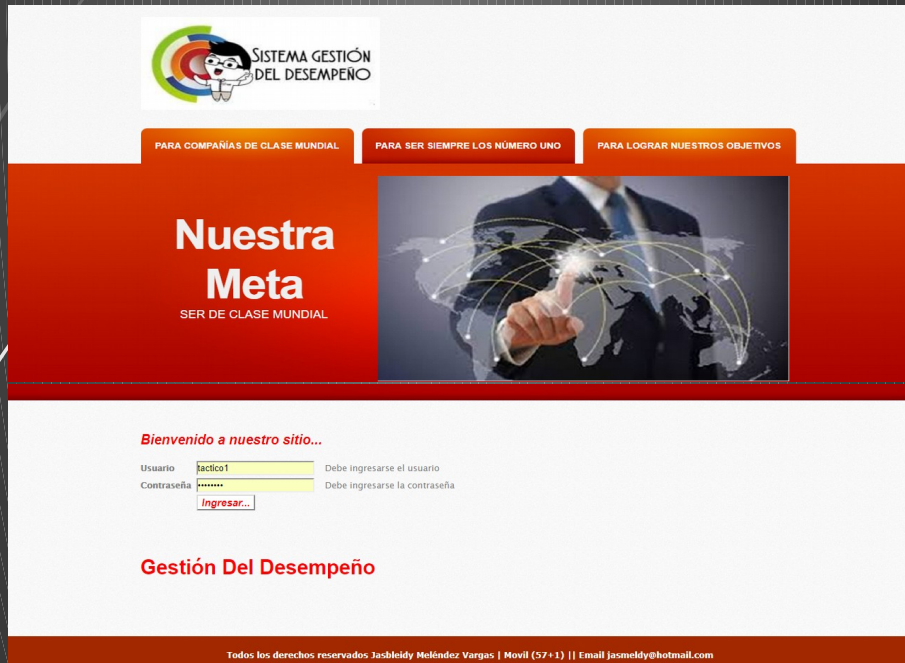 SISTEMA GESTIÓN
DEL DESEMPEÑO
PARA COMPAÑÍAS DE CLASE MUNDIAL
PARA SER SIEMPRE LOS NÚMERO UNO
PARA LOGRAR NUESTROS OBJETIVOS
Nuestra
Meta
SER DE CLASE MUNDIAL
Bienvenido a nuestro sitio...
Usuario tactico1 Debe ingresarse el usuario
Contraseña •••••••• Debe ingresarse la contraseña
Ingresar...
Gestión Del Desempeño
Todos los derechos reservados Jasbleidy Meléndez Vargas | Movil (57+1) || Email jasmeldy@hotmail.com